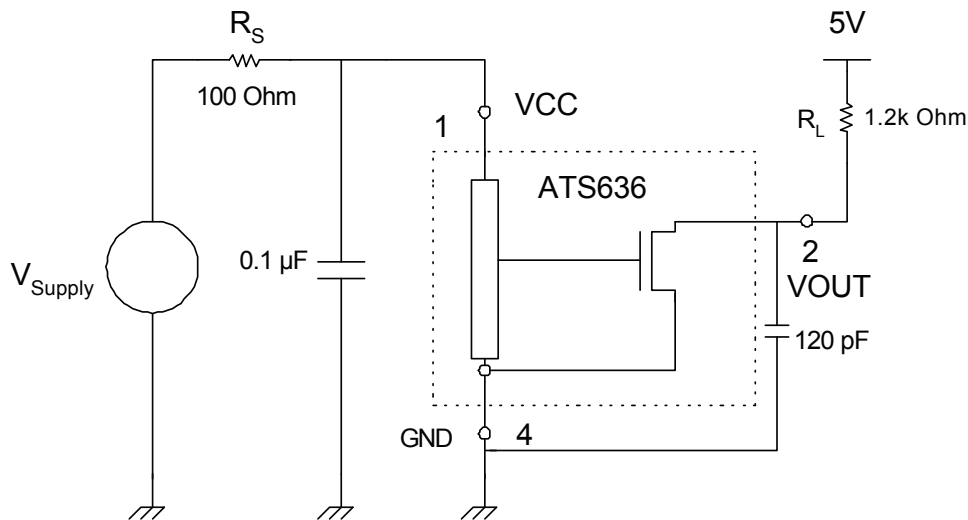 R_S
100 Ohm
5V
VCC
1
R_L 1.2k Ohm
ATS636
V_Supply
0.1 µF
2
VOUT
120 pF
GND 4